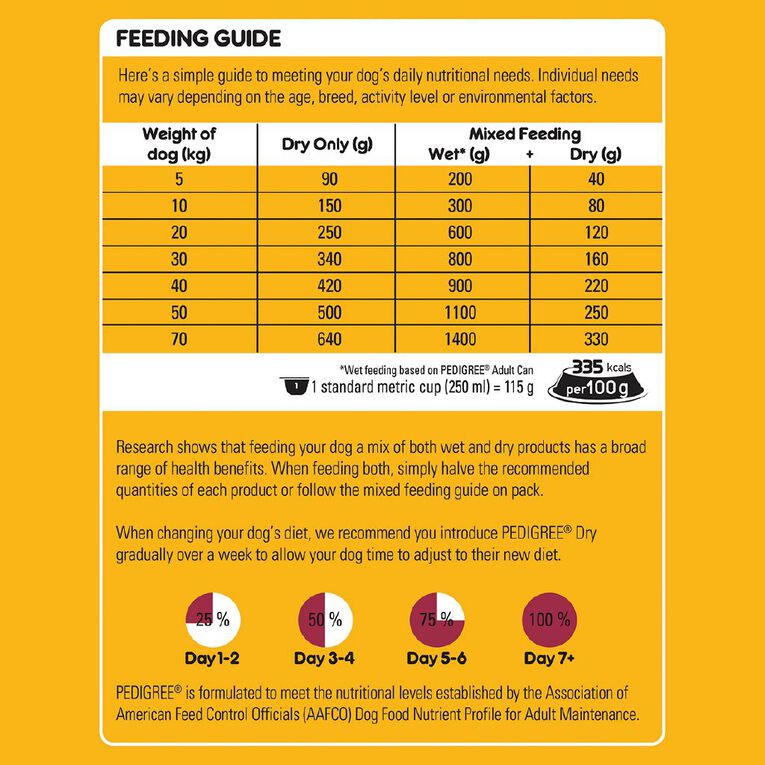 FEEDING GUIDE
Here's a simple guide to meeting your dog's daily nutritional needs. Individual needs
may vary depending on the age, breed, activity level or environmental factors.
Weight of dog (kg) Dry Only (g) Mixed Feeding
Wet* (g) + Dry (g)
5 90 200 40
10 150 300 80
20 250 600 120
30 340 800 160
40 420 900 220
50 500 1100 250
70 640 1400 330
*Wet feeding based on PEDIGREE® Adult Can
1 1 standard metric cup (250 ml) = 115 g
335 kcals
per 100 g
Research shows that feeding your dog a mix of both wet and dry products has a broad
range of health benefits. When feeding both, simply halve the recommended
quantities of each product or follow the mixed feeding guide on pack.
When changing your dog's diet, we recommend you introduce PEDIGREE® Dry
gradually over a week to allow your dog time to adjust to their new diet.
25 % 50 % 75 % 100 %
Day 1-2 Day 3-4 Day 5-6 Day 7+
PEDIGREE® is formulated to meet the nutritional levels established by the Association of
American Feed Control Officials (AAFCO) Dog Food Nutrient Profile for Adult Maintenance.